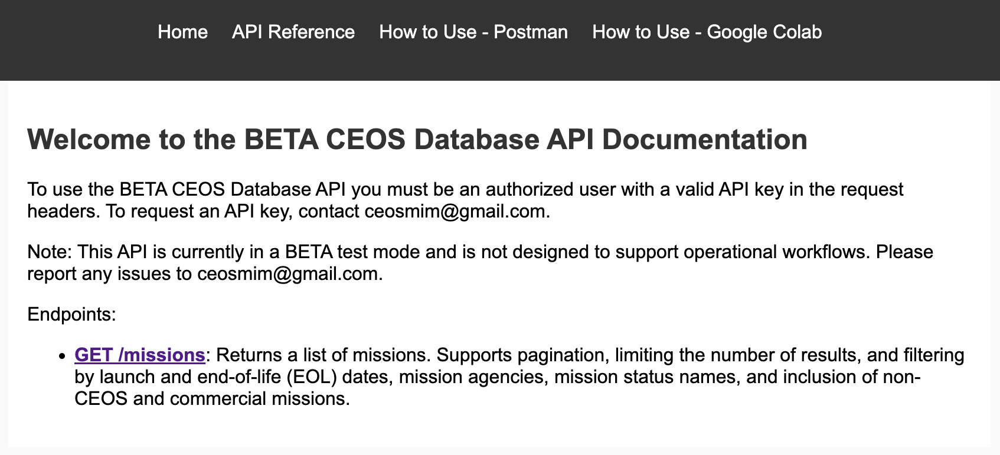 Home API Reference How to Use - Postman How to Use - Google Colab
Welcome to the BETA CEOS Database API Documentation
To use the BETA CEOS Database API you must be an authorized user with a valid API key in the request
headers. To request an API key, contact ceosmim@gmail.com.
Note: This API is currently in a BETA test mode and is not designed to support operational workflows. Please
report any issues to ceosmim@gmail.com.
Endpoints:
• GET /missions: Returns a list of missions. Supports pagination, limiting the number of results, and filtering
by launch and end-of-life (EOL) dates, mission agencies, mission status names, and inclusion of non-
CEOS and commercial missions.